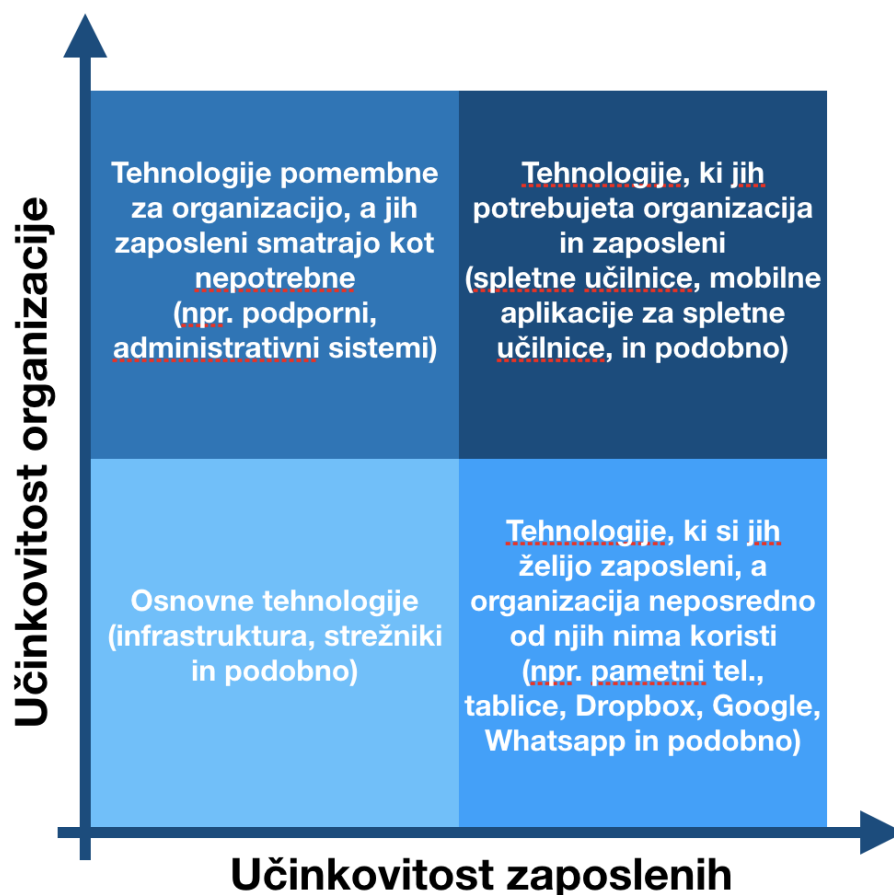 Učinkovitost organizacije
Tehnologije pomembne
za organizacijo, a jih
zaposleni smatrajo kot
nepotrebne
(npr. podporni,
administrativni sistemi)
Tehnologije, ki jih
potrebujeta organizacija
in zaposleni
(spletne učilnice, mobilne
aplikacije za spletne
učilnice, in podobno)
Osnovne tehnologije
(infrastruktura, strežniki
in podobno)
Tehnologije, ki si jih
želijo zaposleni, a
organizacija neposredno
od njih nima koristi
(npr. pametni tel.,
tablice, Dropbox, Google,
Whatsapp in podobno)
Učinkovitost zaposlenih